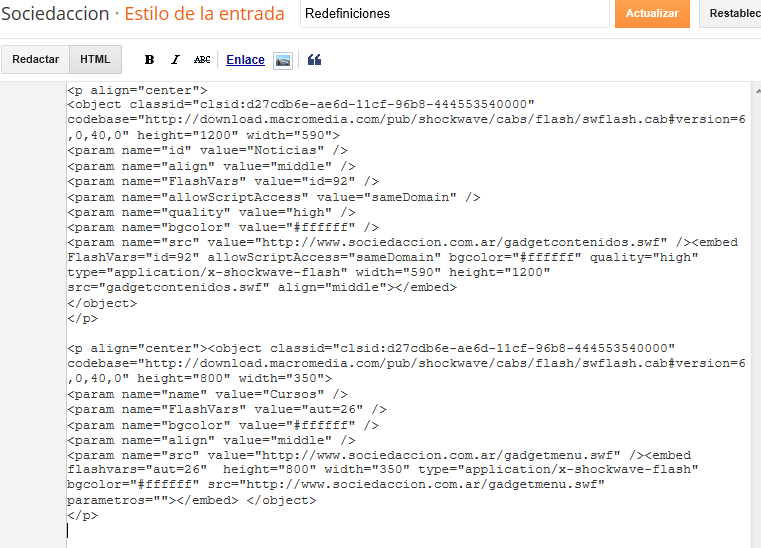 Sociedaccion · Estilo de la entrada Redefiniciones Actualizar Restablec
Redactar HTML B I ABC Enlace “
<p align="center">
<object classid="clsid:d27cdb6e-ae6d-11cf-96b8-444553540000"
codebase="http://download.macromedia.com/pub/shockwave/cabs/flash/swflash.cab#version=6
,0,40,0" height="1200" width="590">
<param name="id" value="Noticias" />
<param name="align" value="middle" />
<param name="FlashVars" value="id=92" />
<param name="allowScriptAccess" value="sameDomain" />
<param name="quality" value="high" />
<param name="bgcolor" value="#ffffff" />
<param name="src" value="http://www.sociedaccion.com.ar/gadgetcontenidos.swf" /><embed
FlashVars="id=92" allowScriptAccess="sameDomain" bgcolor="#ffffff" quality="high"
type="application/x-shockwave-flash" width="590" height="1200"
src="gadgetcontenidos.swf" align="middle"></embed>
</object>
</p>

<p align="center"><object classid="clsid:d27cdb6e-ae6d-11cf-96b8-444553540000"
codebase="http://download.macromedia.com/pub/shockwave/cabs/flash/swflash.cab#version=6
,0,40,0" height="800" width="350">
<param name="name" value="Cursos" />
<param name="FlashVars" value="aut=26" />
<param name="bgcolor" value="#ffffff" />
<param name="align" value="middle" />
<param name="src" value="http://www.sociedaccion.com.ar/gadgetmenu.swf" /><embed
flashvars="aut=26"  height="800" width="350" type="application/x-shockwave-flash"
bgcolor="#ffffff" src="http://www.sociedaccion.com.ar/gadgetmenu.swf"
parametros=""></embed> </object>
</p>